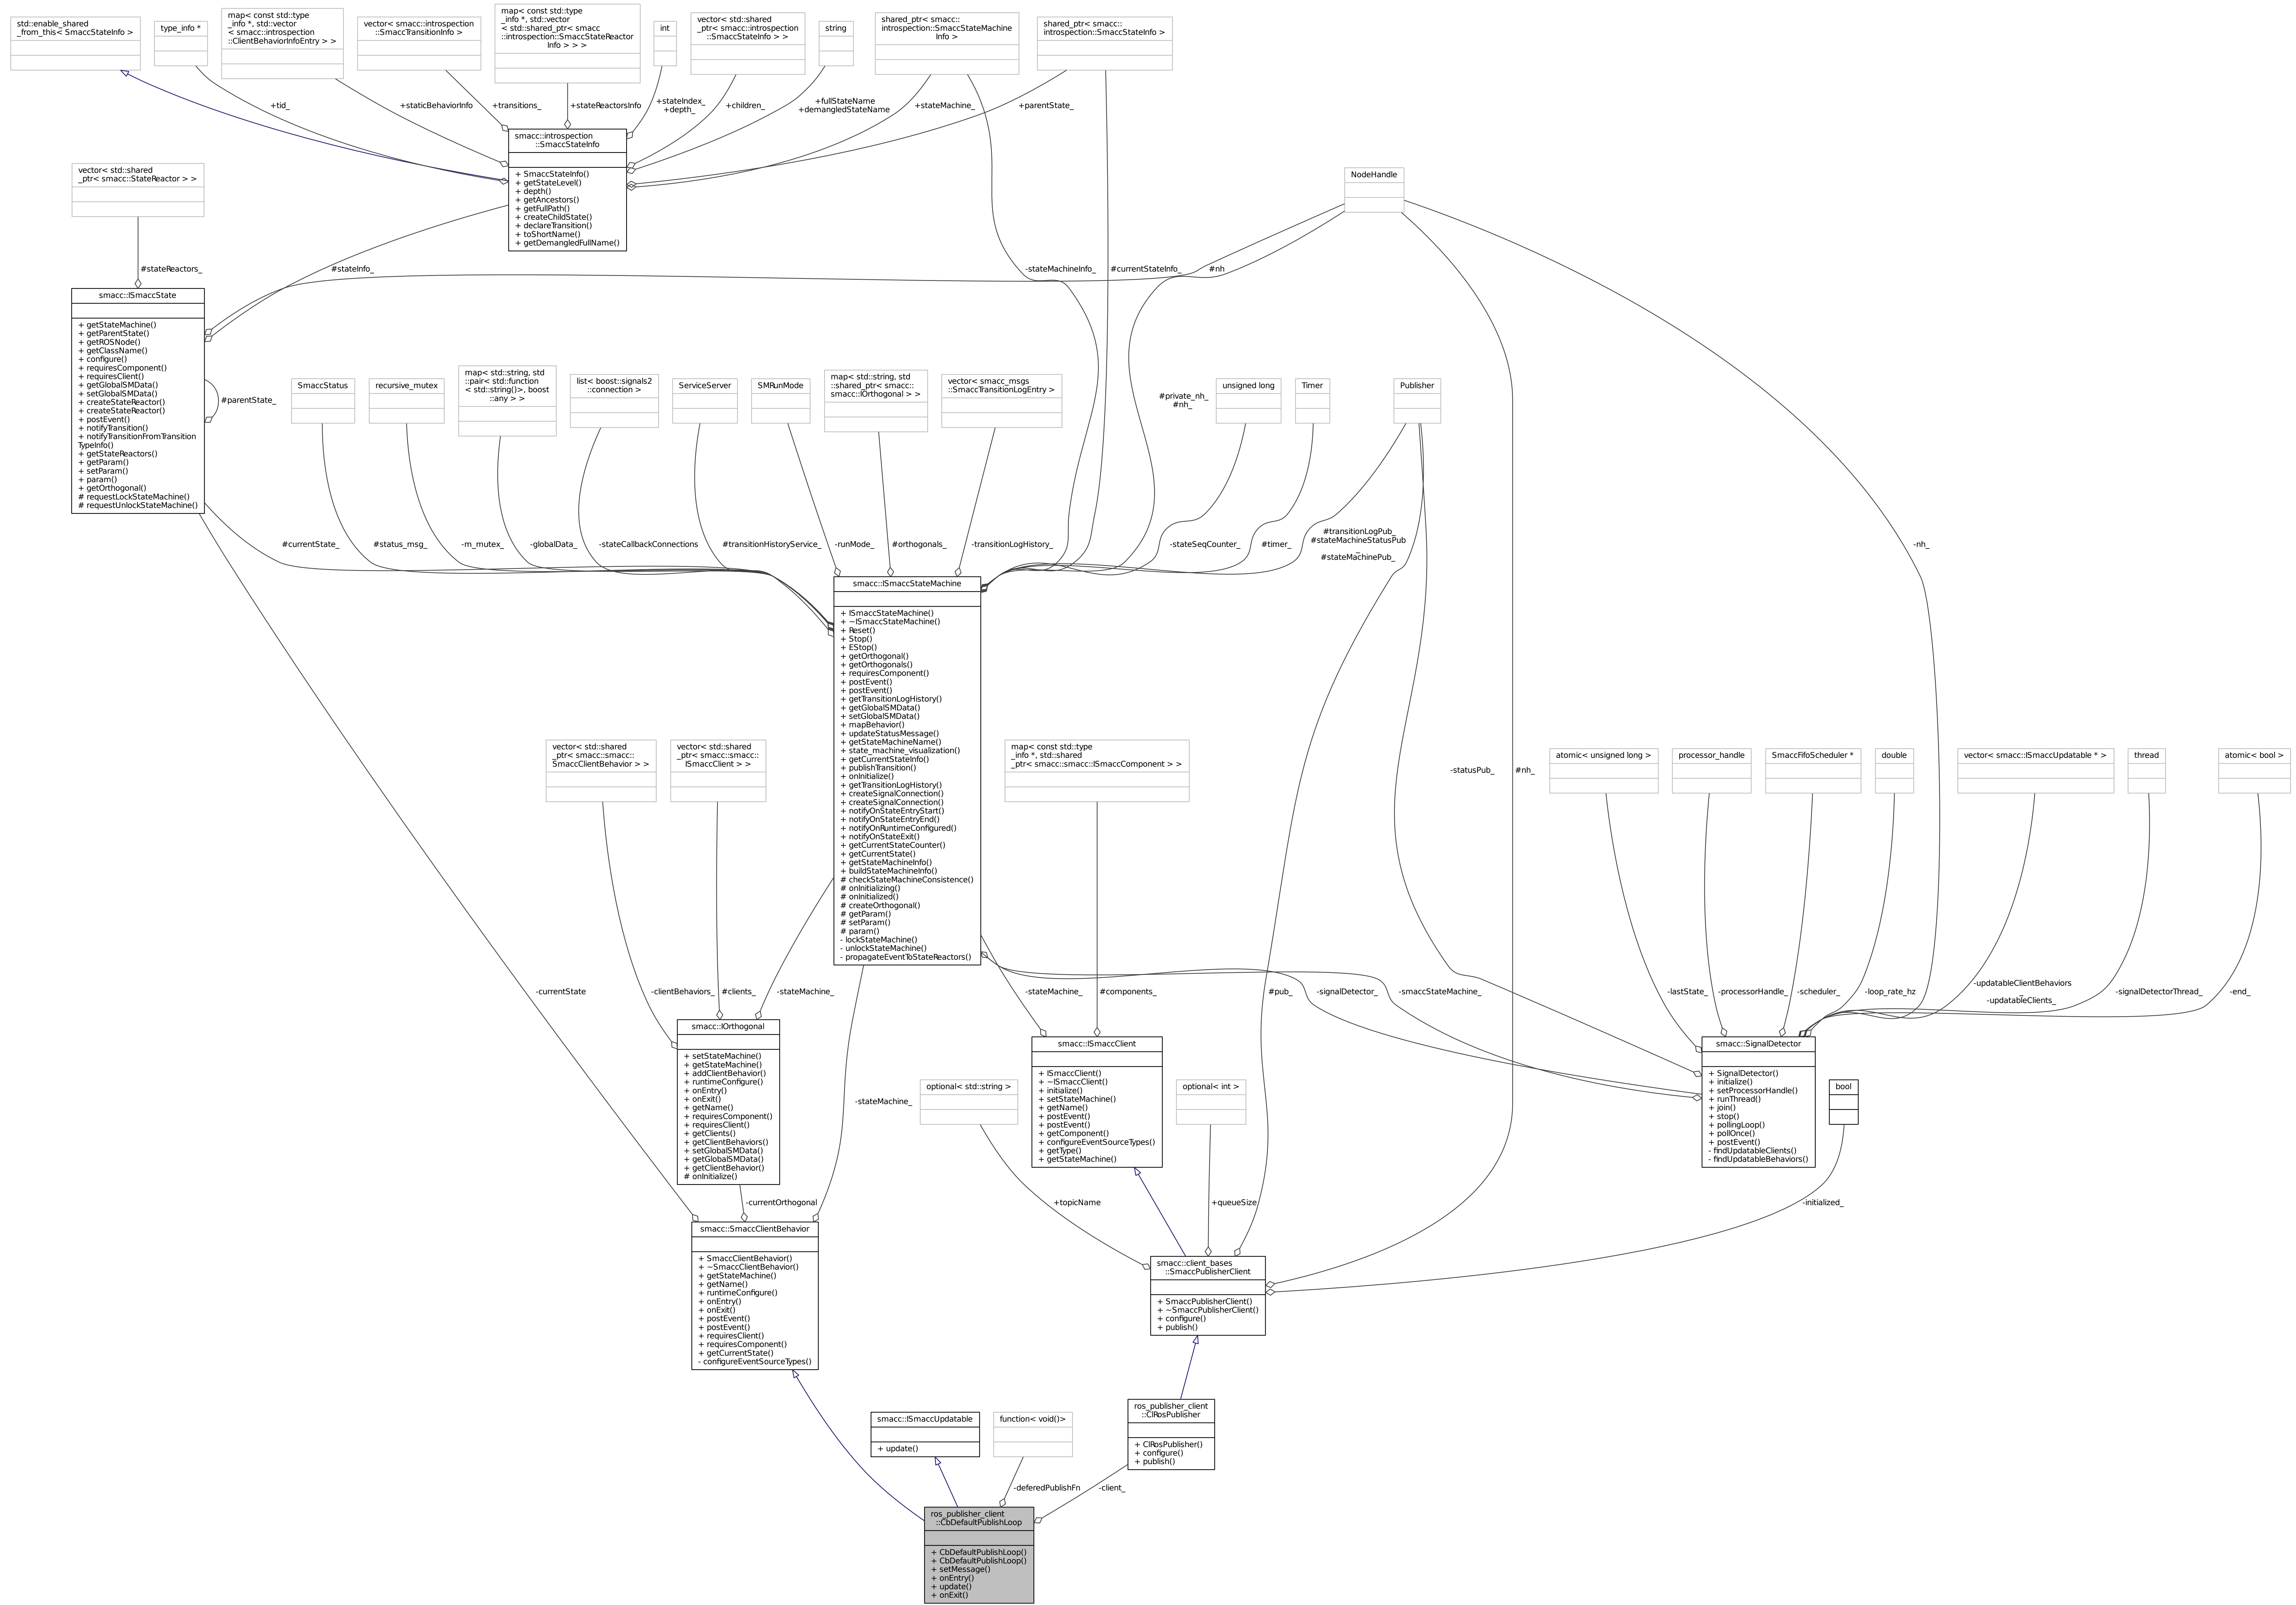 std::enable_shared
_from_this< SmaccStateInfo >
type_info *
map< const std::type
_info *, std::vector
< smacc::introspection
::ClientBehaviorInfoEntry > >
vector< smacc::introspection
::SmaccTransitionInfo >
map< const std::type
_info *, std::vector
< std::shared_ptr< smacc
::introspection::SmaccStateReactor
Info > > >
int
vector< std::shared
_ptr< smacc::introspection
::SmaccStateInfo > >
string
shared_ptr< smacc::
introspection::SmaccStateMachine
Info >
shared_ptr< smacc::
introspection::SmaccStateInfo >
+tid_
+staticBehaviorInfo
+transitions_
+stateReactorsInfo
+stateIndex_
+depth_
+children_
+fullStateName
+demangledStateName
+stateMachine_
+parentState_
smacc::introspection
::SmaccStateInfo
+ SmaccStateInfo()
+ getStateLevel()
+ depth()
+ getAncestors()
+ getFullPath()
+ createChildState()
+ declareTransition()
+ toShortName()
+ getDemangledFullName()
vector< std::shared
_ptr< smacc::StateReactor > >
NodeHandle
#stateReactors_
#stateInfo_
-stateMachineInfo_
#currentStateInfo_
#nh
smacc::ISmaccState
+ getStateMachine()
+ getParentState()
+ getROSNode()
+ getClassName()
+ configure()
+ requiresComponent()
+ requiresClient()
+ getGlobalSMData()
+ setGlobalSMData()
+ createStateReactor()
+ createStateReactor()
+ postEvent()
+ notifyTransition()
+ notifyTransitionFromTransition
TypeInfo()
+ getStateReactors()
+ getParam()
+ setParam()
+ param()
+ getOrthogonal()
# requestLockStateMachine()
# requestUnlockStateMachine()
#parentState_
SmaccStatus
recursive_mutex
map< std::string, std
::pair< std::function
< std::string()>, boost
::any > >
list< boost::signals2
::connection >
ServiceServer
SMRunMode
map< std::string, std
::shared_ptr< smacc::
smacc::IOrthogonal > >
vector< smacc_msgs
::SmaccTransitionLogEntry >
#private_nh_
#nh_
unsigned long
Timer
Publisher
#currentState_
#status_msg_
-m_mutex_
-globalData_
-stateCallbackConnections
#transitionHistoryService_
-runMode_
#orthogonals_
-transitionLogHistory_
-stateSeqCounter_
#timer_
#transitionLogPub_
#stateMachineStatusPub
_
#stateMachinePub_
-nh_
smacc::ISmaccStateMachine
+ ISmaccStateMachine()
+ ~ISmaccStateMachine()
+ Reset()
+ Stop()
+ EStop()
+ getOrthogonal()
+ getOrthogonals()
+ requiresComponent()
+ postEvent()
+ postEvent()
+ getTransitionLogHistory()
+ getGlobalSMData()
+ setGlobalSMData()
+ mapBehavior()
+ updateStatusMessage()
+ getStateMachineName()
+ state_machine_visualization()
+ getCurrentStateInfo()
+ publishTransition()
+ onInitialize()
+ getTransitionLogHistory()
+ createSignalConnection()
+ createSignalConnection()
+ notifyOnStateEntryStart()
+ notifyOnStateEntryEnd()
+ notifyOnRuntimeConfigured()
+ notifyOnStateExit()
+ getCurrentStateCounter()
+ getCurrentState()
+ getStateMachineInfo()
+ buildStateMachineInfo()
# checkStateMachineConsistence()
# onInitializing()
# onInitialized()
# createOrthogonal()
# getParam()
# setParam()
# param()
- lockStateMachine()
- unlockStateMachine()
- propagateEventToStateReactors()
vector< std::shared
_ptr< smacc::smacc::
SmaccClientBehavior > >
vector< std::shared
_ptr< smacc::smacc::
ISmaccClient > >
map< const std::type
_info *, std::shared
_ptr< smacc::smacc::ISmaccComponent > >
-statusPub_
#nh_
atomic< unsigned long >
processor_handle
SmaccFifoScheduler *
double
vector< smacc::ISmaccUpdatable * >
thread
atomic< bool >
-currentState
-clientBehaviors_
#clients_
-stateMachine_
-stateMachine_
#components_
#pub_
-signalDetector_
-smaccStateMachine_
-lastState_
-processorHandle_
-scheduler_
-loop_rate_hz
-updatableClientBehaviors
_
-updatableClients_
-signalDetectorThread_
-end_
smacc::IOrthogonal
+ setStateMachine()
+ getStateMachine()
+ addClientBehavior()
+ runtimeConfigure()
+ onEntry()
+ onExit()
+ getName()
+ requiresComponent()
+ requiresClient()
+ getClients()
+ getClientBehaviors()
+ setGlobalSMData()
+ getGlobalSMData()
+ getClientBehavior()
# onInitialize()
-stateMachine_
optional< std::string >
smacc::ISmaccClient
+ ISmaccClient()
+ ~ISmaccClient()
+ initialize()
+ setStateMachine()
+ getName()
+ postEvent()
+ postEvent()
+ getComponent()
+ configureEventSourceTypes()
+ getType()
+ getStateMachine()
optional< int >
smacc::SignalDetector
+ SignalDetector()
+ initialize()
+ setProcessorHandle()
+ runThread()
+ join()
+ stop()
+ pollingLoop()
+ pollOnce()
+ postEvent()
- findUpdatableClients()
- findUpdatableBehaviors()
bool
-currentOrthogonal
+topicName
+queueSize
-initialized_
smacc::SmaccClientBehavior
+ SmaccClientBehavior()
+ ~SmaccClientBehavior()
+ getStateMachine()
+ getName()
+ runtimeConfigure()
+ onEntry()
+ onExit()
+ postEvent()
+ postEvent()
+ requiresClient()
+ requiresComponent()
+ getCurrentState()
- configureEventSourceTypes()
smacc::client_bases
::SmaccPublisherClient
+ SmaccPublisherClient()
+ ~SmaccPublisherClient()
+ configure()
+ publish()
smacc::ISmaccUpdatable
+ update()
function< void()>
ros_publisher_client
::ClRosPublisher
+ ClRosPublisher()
+ configure()
+ publish()
-deferedPublishFn
-client_
ros_publisher_client
::CbDefaultPublishLoop
+ CbDefaultPublishLoop()
+ CbDefaultPublishLoop()
+ setMessage()
+ onEntry()
+ update()
+ onExit()